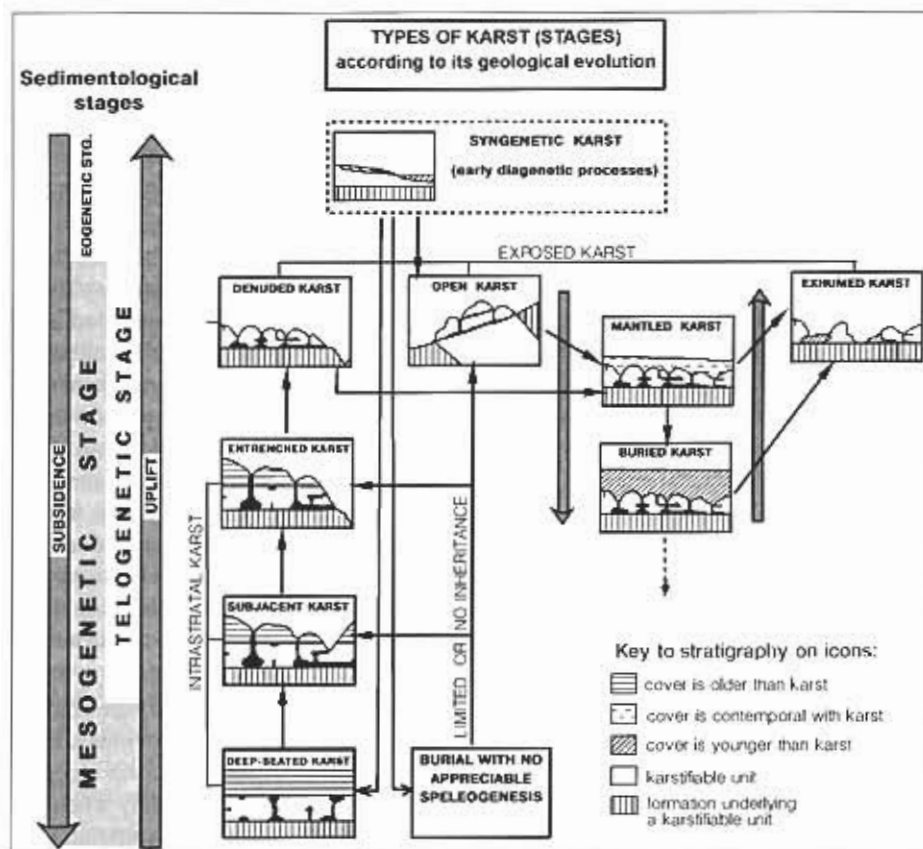 TYPES OF KARST (STAGES)
according to its geological evolution
Sedimentological
stages
SYNGENETIC KARST
(early diagenetic processes)
EOGENETIC STG.
MESOGENETIC STAGE
TELOGENETIC STAGE
SUBSIDENCE
UPLIFT
EXPOSED KARST
DENUDED KARST
OPEN KARST
EXHUMED KARST
MANTLED KARST
BURIED KARST
ENTRENCHED KARST
INTRASTRATAL KARST
SUBJACENT KARST
LIMITED OR NO INHERITANCE
DEEP-SEATED KARST
BURIAL WITH NO
APPRECIABLE
SPELEOGENESIS
Key to stratigraphy on icons:
cover is older than karst
cover is contemporal with karst
cover is younger than karst
karstifiable unit
formation underlying
a karstifiable unit